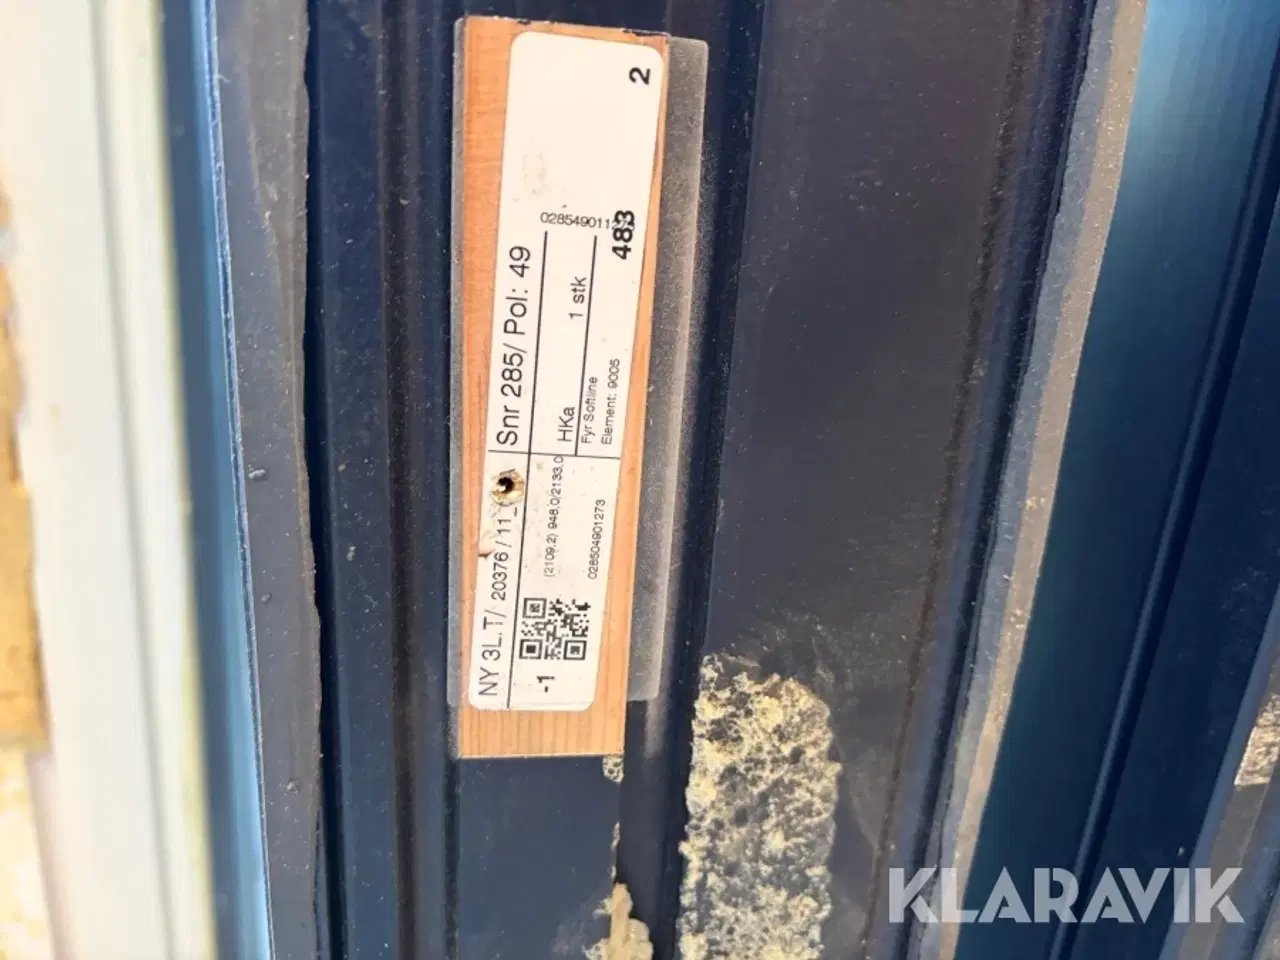 NY 3L.T/ 20376 / 11_
Snr 285/ Pol: 49
-1
(2109,2) 948,0/2133,0
028504901273
HKa
1 stk
Fyr Softline
Element: 9005
02854901
483
2
KLARAVIK